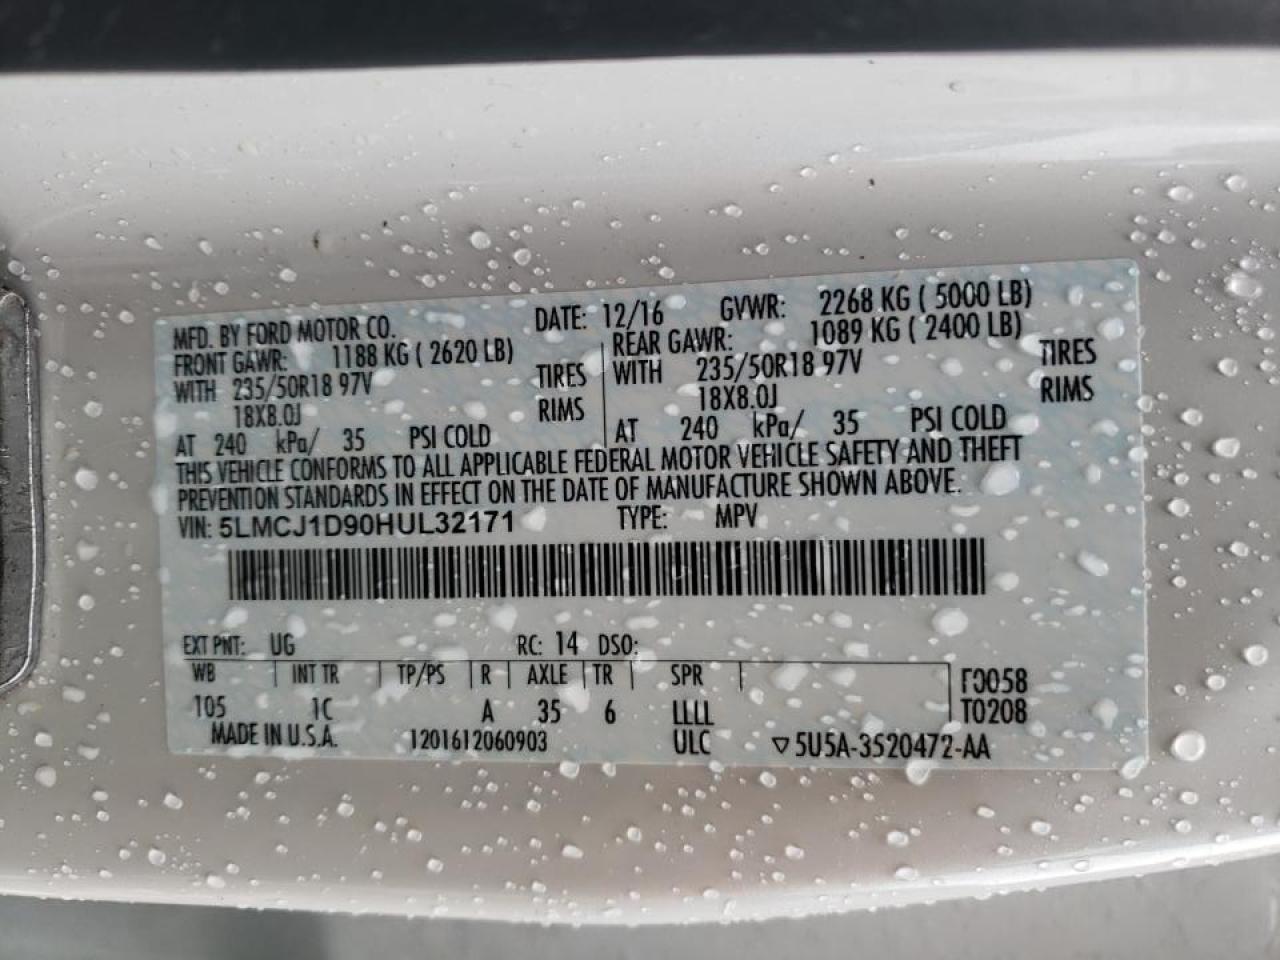 MFD. BY FORD MOTOR CO. DATE: 12/16 GVWR: 2268 KG ( 5000 LB)
FRONT GAWR: 1188 KG ( 2620 LB) REAR GAWR: 1089 KG ( 2400 LB)
WITH 235/50R18 97V TIRES WITH 235/50R18 97V TIRES
18X8.0J RIMS 18X8.0J RIMS
AT 240 kPa/ 35 PSI COLD AT 240 kPa/ 35 PSI COLD
THIS VEHICLE CONFORMS TO ALL APPLICABLE FEDERAL MOTOR VEHICLE SAFETY AND THEFT
PREVENTION STANDARDS IN EFFECT ON THE DATE OF MANUFACTURE SHOWN ABOVE.
VIN: 5LMCJ1D90HUL32171 TYPE: MPV
EXT PNT: UG RC: 14 DSO:
WB INT TR TP/PS R AXLE TR SPR
105 1C A 35 6 LLLL
T0208
MADE IN U.S.A. 1201612060903 ULC ▽5U5A-3520472-AA